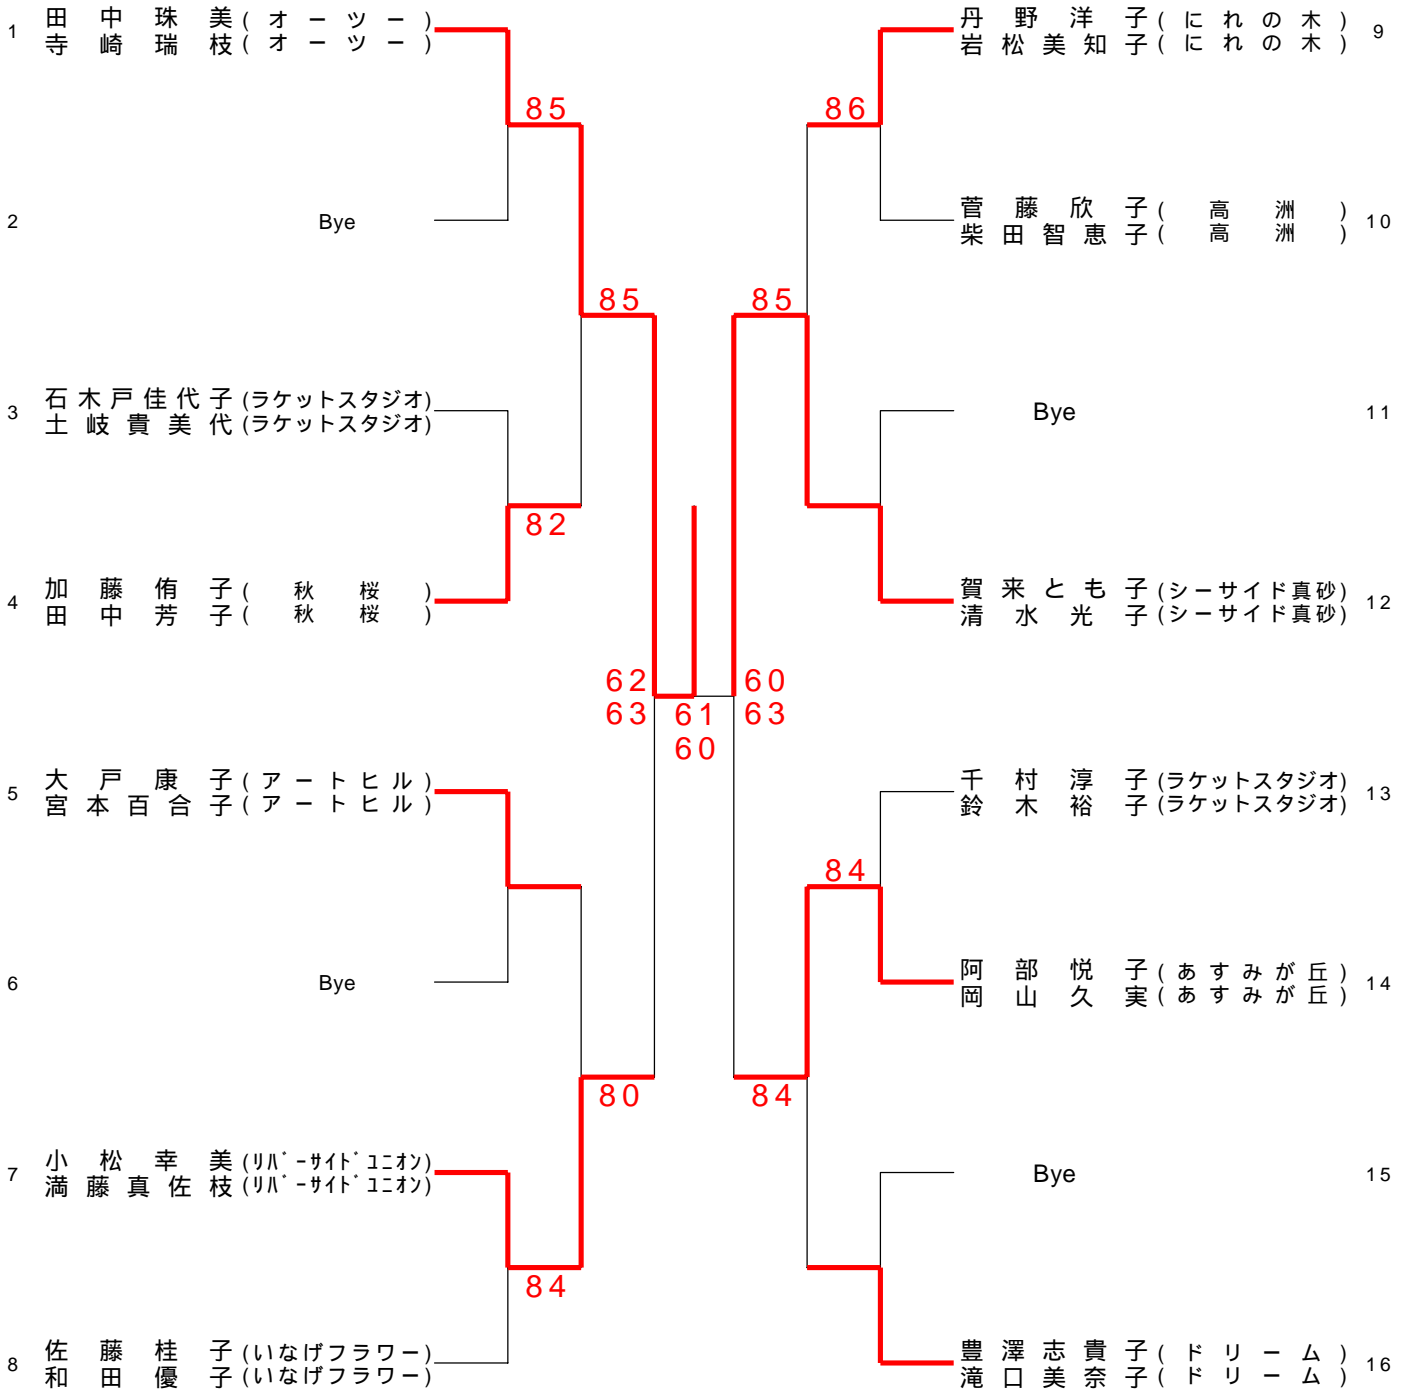 1 田中珠美(オーツー)
寺崎瑞枝(オーツー)
85
2 Bye
85
3 石木戸佳代子(ラケットスタジオ)
土岐貴美代(ラケットスタジオ)
82
4 加藤侑子(秋桜)
田中芳子(秋桜)
62
63
61
60
5 大戸康子(アートヒル)
宮本百合子(アートヒル)
6 Bye
80
7 小松幸美(リバーサイドユニオン)
満藤真佐枝(リバーサイドユニオン)
84
8 佐藤桂子(いなげフラワー)
和田優子(いなげフラワー)
丹野洋子(にれの木) 9
岩松美知子(にれの木)
86
菅藤欣子(高洲) 10
柴田智恵子(高洲)
85
Bye 11
賀来とも子(シーサイド真砂) 12
清水光子(シーサイド真砂)
60
63
千村淳子(ラケットスタジオ) 13
鈴木裕子(ラケットスタジオ)
84
阿部悦子(あすみが丘) 14
岡山久実(あすみが丘)
84
Bye 15
豊澤志貴子(ドリーム) 16
滝口美奈子(ドリーム)